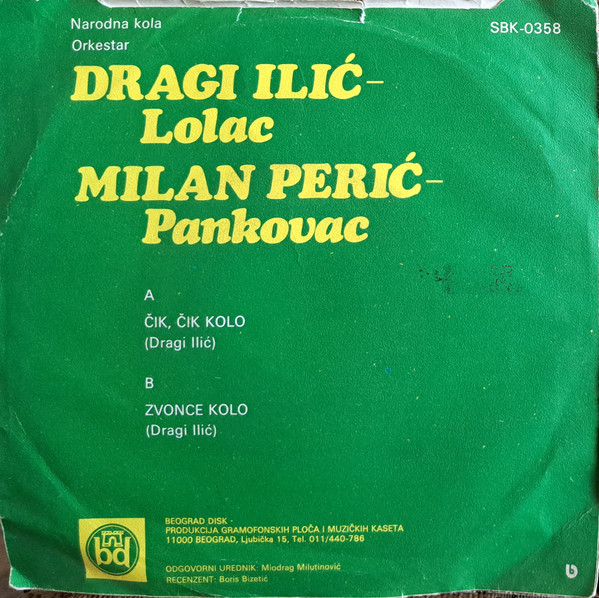 Narodna kola
SBK-0358
Orkestar
DRAGI ILIĆ–
Lolac
MILAN PERIĆ–
Pankovac
A
ČIK, ČIK KOLO
(Dragi Ilić)
B
ZVONCE KOLO
(Dragi Ilić)
bd
BEOGRAD DISK -
PRODUKCIJA GRAMOFONSKIH PLOČA I MUZIČKIH KASETA
11000 BEOGRAD, Ljubička 15, Tel. 011/440-786
ODGOVORNI UREDNIK: Miodrag Milutinović
RECENZENT: Boris Bizetić
b